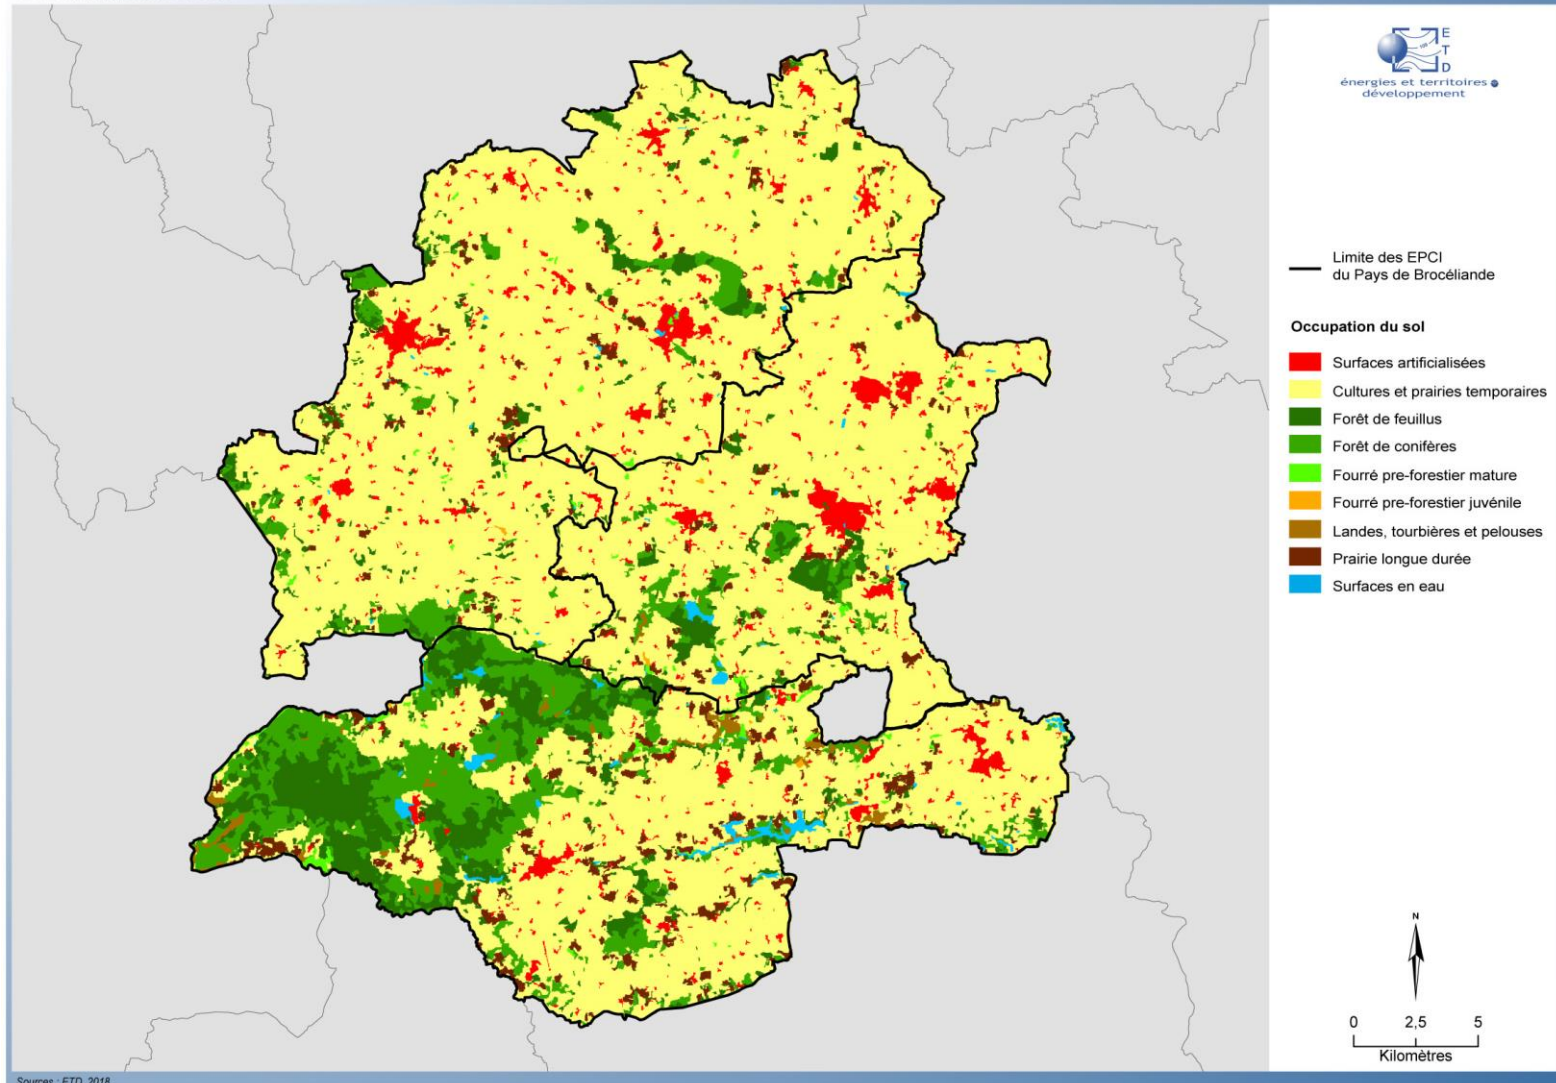 E
T
D
énergies et territoires
développement
Limite des EPCI
du Pays de Brocéliande
Occupation du sol
Surfaces artificialisées
Cultures et prairies temporaires
Forêt de feuillus
Forêt de conifères
Fourré pre-forestier mature
Fourré pre-forestier juvénile
Landes, tourbières et pelouses
Prairie longue durée
Surfaces en eau
N
0 2,5 5
Kilomètres
Sources : ETD, 2018